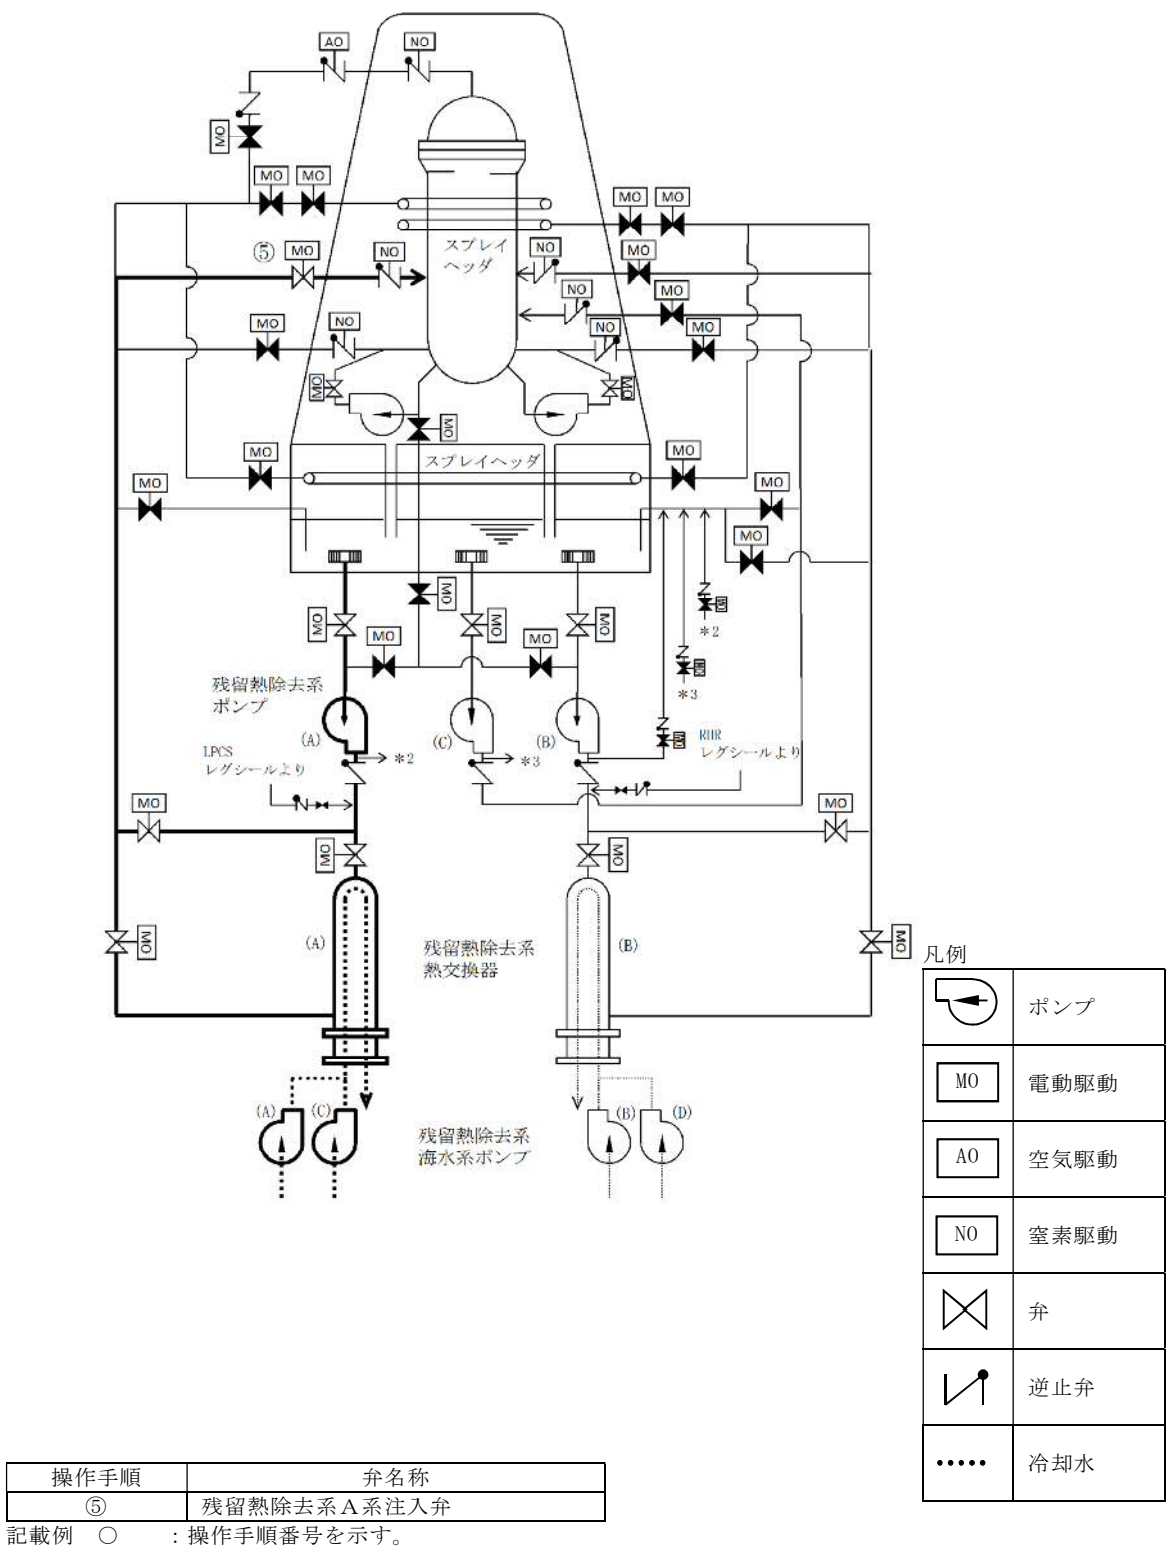 AO
NO
MO
MO
MO
MO
MO
スプレイ
ヘッダ
⑤
MO
NO
NO
MO
NO
MO
MO
NO
NO
MO
MO
MO
MO
MO
スプレイヘッダ
MO
MO
MO
MO
MO
MO
MO
MO
MO
MO
MO
MO
MO
*2
*3
残留熱除去系
ポンプ
(A)
(C)
(B)
MO
RHR
レグシールより
LPCS
レグシールより
*2
*3
MO
MO
MO
MO
MO
MO
(A)
残留熱除去系
熱交換器
(B)
(A)
(C)
残留熱除去系
海水系ポンプ
(B)
(D)
凡例
ポンプ
MO 電動駆動
AO 空気駆動
NO 窒素駆動
弁
逆止弁
冷却水
操作手順 弁名称
⑤ 残留熱除去系A系注入弁
記載例 ○ :操作手順番号を示す。